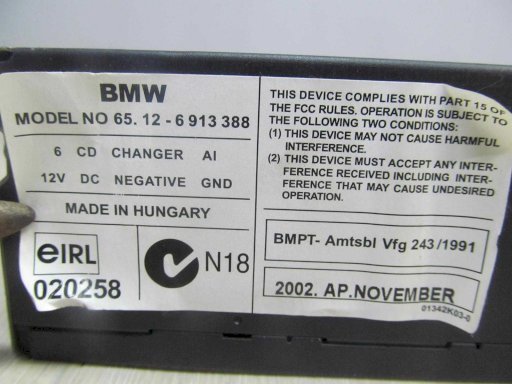 BMW
MODEL NO 65. 12 - 6 913 388
6 CD CHANGER AI
12V DC NEGATIVE GND
MADE IN HUNGARY
eIRL
020258
N18
THIS DEVICE COMPLIES WITH PART 15 OF
THE FCC RULES. OPERATION IS SUBJECT TO
THE FOLLOWING TWO CONDITIONS:
(1) THIS DEVICE MAY NOT CAUSE HARMFUL
INTERFERENCE.
(2) THIS DEVICE MUST ACCEPT ANY INTER-
FERENCE RECEIVED INCLUDING INTER-
FERENCE THAT MAY CAUSE UNDESIRED
OPERATION.
BMPT- Amtsbl Vfg 243/1991
2002. AP.NOVEMBER
01342K03-0